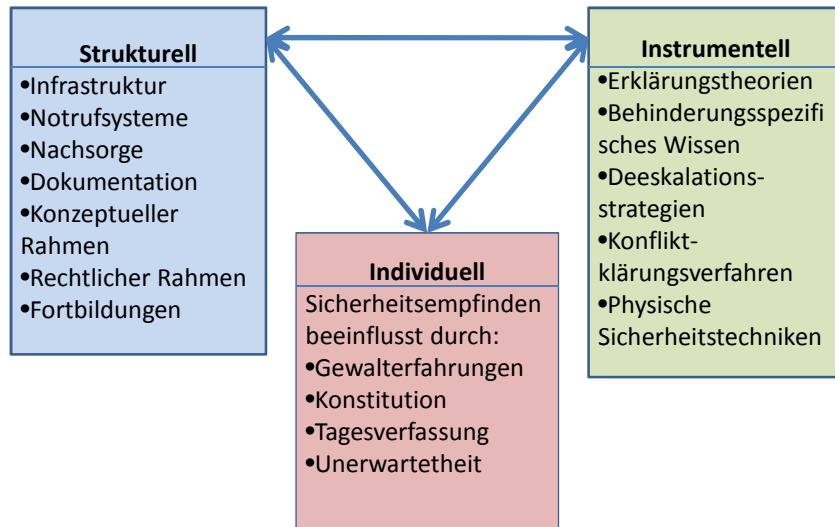 Strukturell
•Infrastruktur
•Notrufsysteme
•Nachsorge
•Dokumentation
•Konzeptueller
Rahmen
•Rechtlicher Rahmen
•Fortbildungen
Instrumentell
•Erklärungstheorien
•Behinderungsspezifi
sches Wissen
•Deeskalations-
strategien
•Konflikt-
klärungsverfahren
•Physische
Sicherheitstechniken
Individuell
Sicherheitsempfinden
beeinflusst durch:
•Gewalterfahrungen
•Konstitution
•Tagesverfassung
•Unerwartetheit